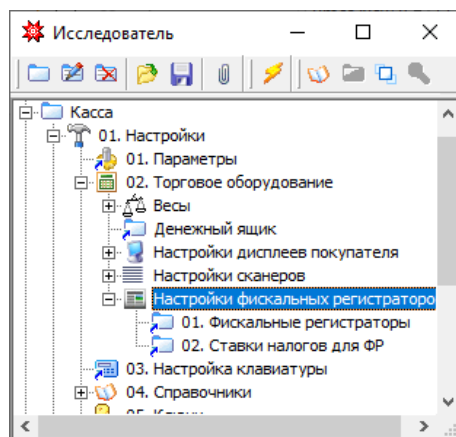 Исследователь
Касса
01. Настройки
01. Параметры
02. Торговое оборудование
Весы
Денежный ящик
Настройки дисплеев покупателя
Настройки сканеров
Настройки фискальных регистраторо
01. Фискальные регистраторы
02. Ставки налогов для ФР
03. Настройка клавиатуры
04. Справочники